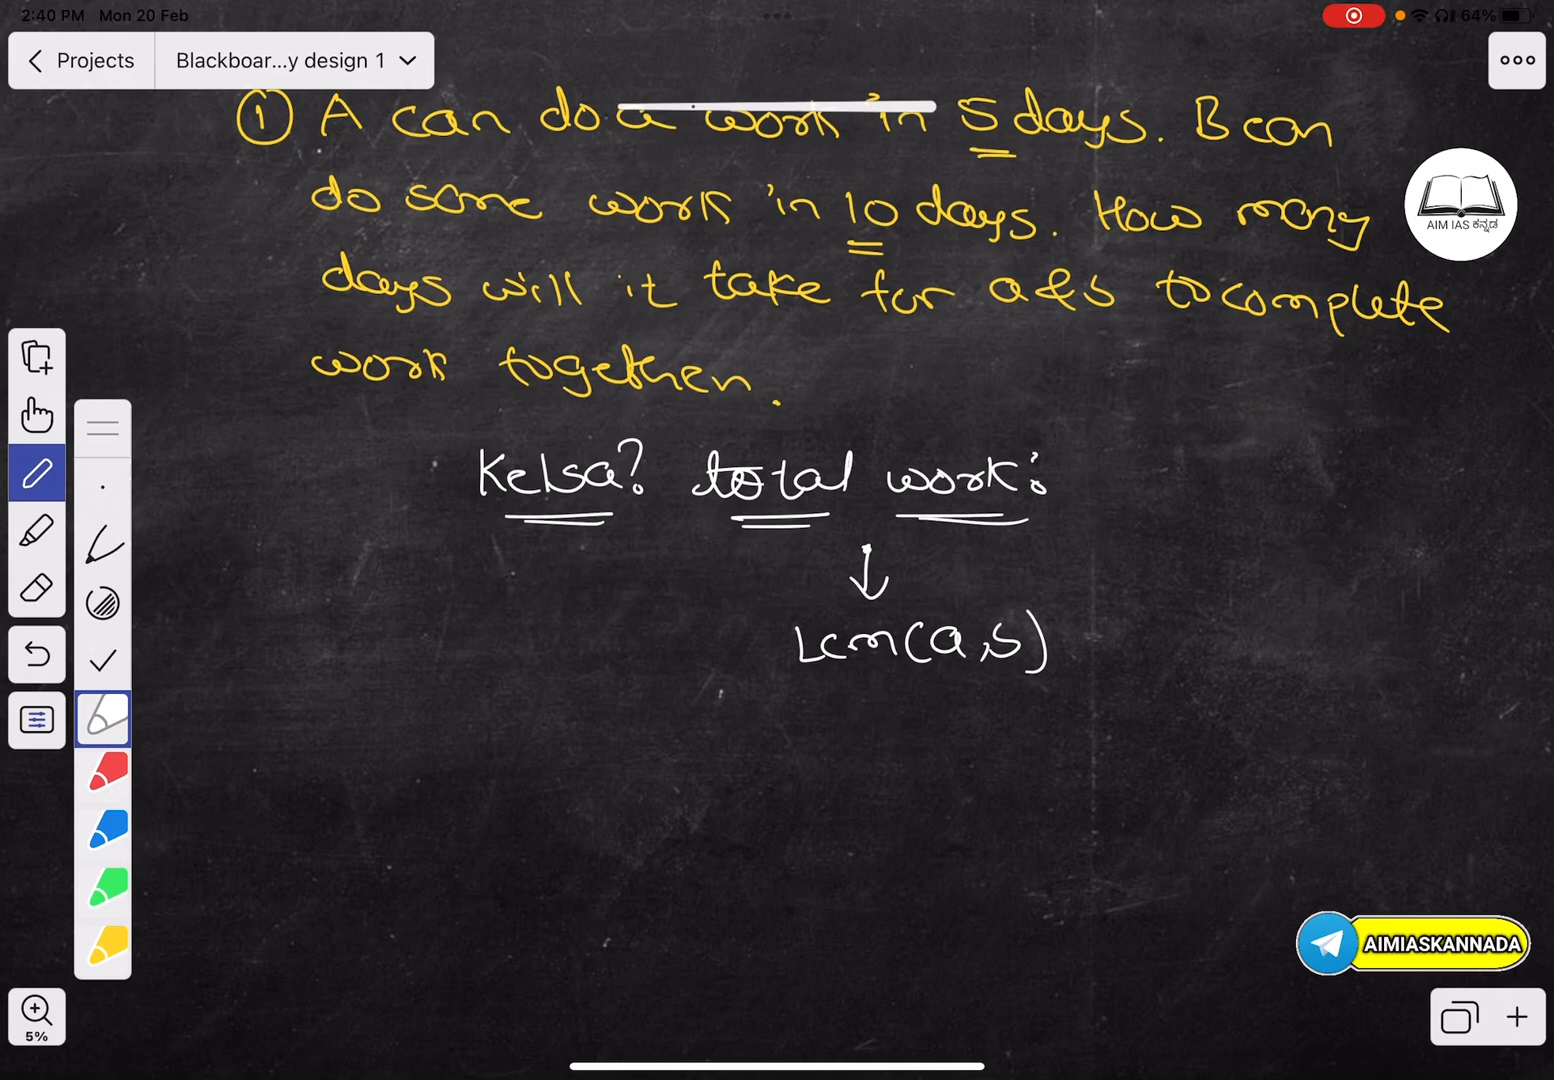 2:40 PM Mon 20 Feb
64%
Projects
Blackboar...y design 1
① A can do a work in 5 days. B can
do same work in 10 days. How many
days will it take for a & b to complete
work together.
AIM IAS ಕನ್ನಡ
Kelsa? total work:
↓
Lcm(a,b)
AIMIASKANNADA
5%